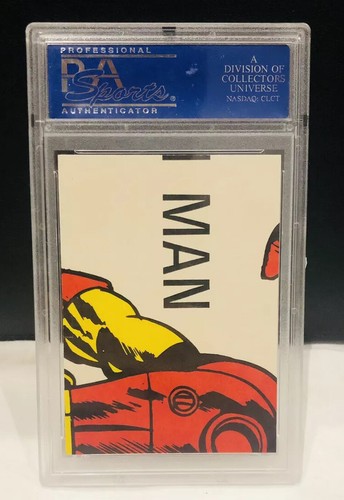 PROFESSIONAL
PSA
Sports
AUTHENTICATOR
A
DIVISION OF
COLLECTORS
UNIVERSE
NASDAQ: CLCT
MAN